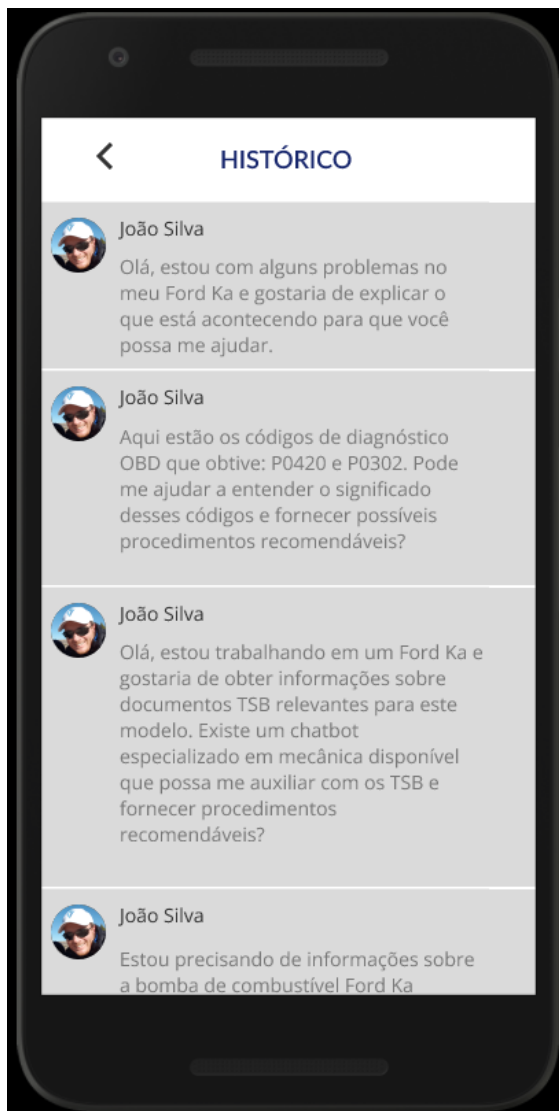 HISTÓRICO
João Silva
Olá, estou com alguns problemas no
meu Ford Ka e gostaria de explicar o
que está acontecendo para que você
possa me ajudar.
João Silva
Aqui estão os códigos de diagnóstico
OBD que obtive: P0420 e P0302. Pode
me ajudar a entender o significado
desses códigos e fornecer possíveis
procedimentos recomendáveis?
João Silva
Olá, estou trabalhando em um Ford Ka e
gostaria de obter informações sobre
documentos TSB relevantes para este
modelo. Existe um chatbot
especializado em mecânica disponível
que possa me auxiliar com os TSB e
fornecer procedimentos
recomendáveis?
João Silva
Estou precisando de informações sobre
a bomba de combustível Ford Ka